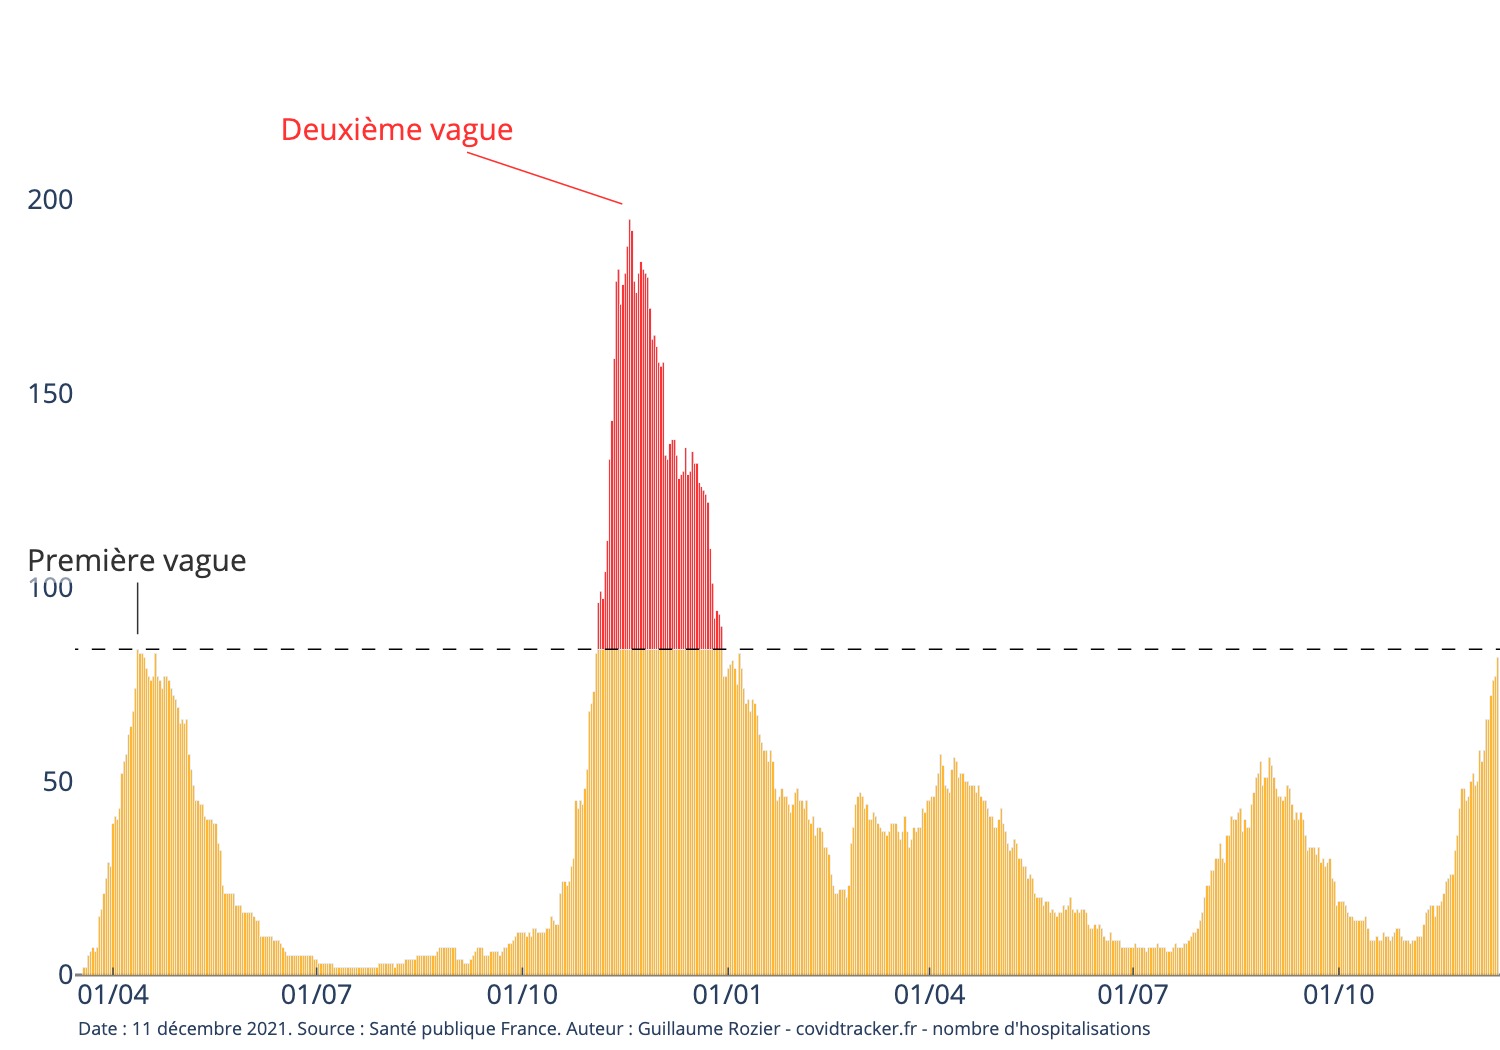 Deuxième vague
200
150
Première vague
100
50
0
01/04 01/07 01/10 01/01 01/04 01/07 01/10
Date : 11 décembre 2021. Source : Santé publique France. Auteur : Guillaume Rozier - covidtracker.fr - nombre d'hospitalisations